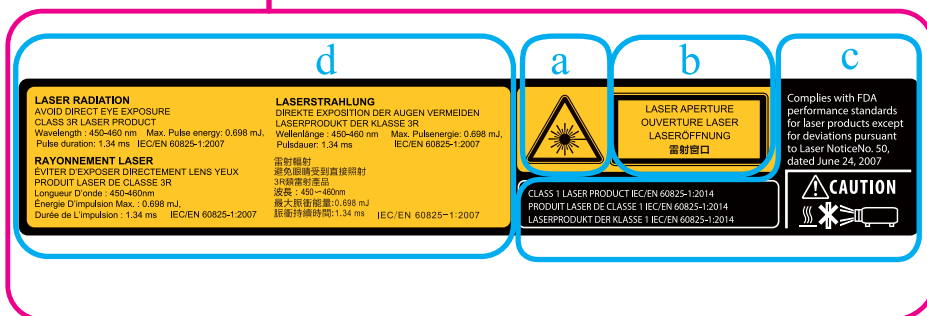 d
a
b
c
LASER RADIATION
AVOID DIRECT EYE EXPOSURE
CLASS 3R LASER PRODUCT
Wavelength : 450-460 nm Max. Pulse energy: 0.698 mJ,
Pulse duration: 1.34 ms IEC/EN 60825-1:2007
RAYONNEMENT LASER
ÉVITER D'EXPOSER DIRECTEMENT LENS YEUX
PRODUIT LASER DE CLASSE 3R
Longueur D'onde : 450-460nm
Énergie D'impulsion Max. : 0.698 mJ,
Durée de L'impulsion : 1.34 ms IEC/EN 60825-1:2007
LASERSTRAHLUNG
DIREKTE EXPOSITION DER AUGEN VERMEIDEN
LASERPRODUKT DER KLASSE 3R
Wellenlänge : 450-460 nm Max. Pulsenergie: 0.698 mJ,
Pulsdauer: 1.34 ms IEC/EN 60825-1:2007
雷射輻射
避免眼睛受到直接照射
3R類雷射產品
波長 : 450～460nm
最大脈衝能量:0.698 mJ
脈衝持續時間:1.34 ms IEC/EN 60825-1:2007
LASER APERTURE
OUVERTURE LASER
LASERÖFFNUNG
雷射窗口
CLASS 1 LASER PRODUCT IEC/EN 60825-1:2014
PRODUIT LASER DE CLASSE 1 IEC/EN 60825-1:2014
LASERPRODUKT DER KLASSE 1 IEC/EN 60825-1:2014
Complies with FDA
performance standards
for laser products except
for deviations pursuant
to Laser NoticeNo. 50,
dated June 24, 2007
CAUTION